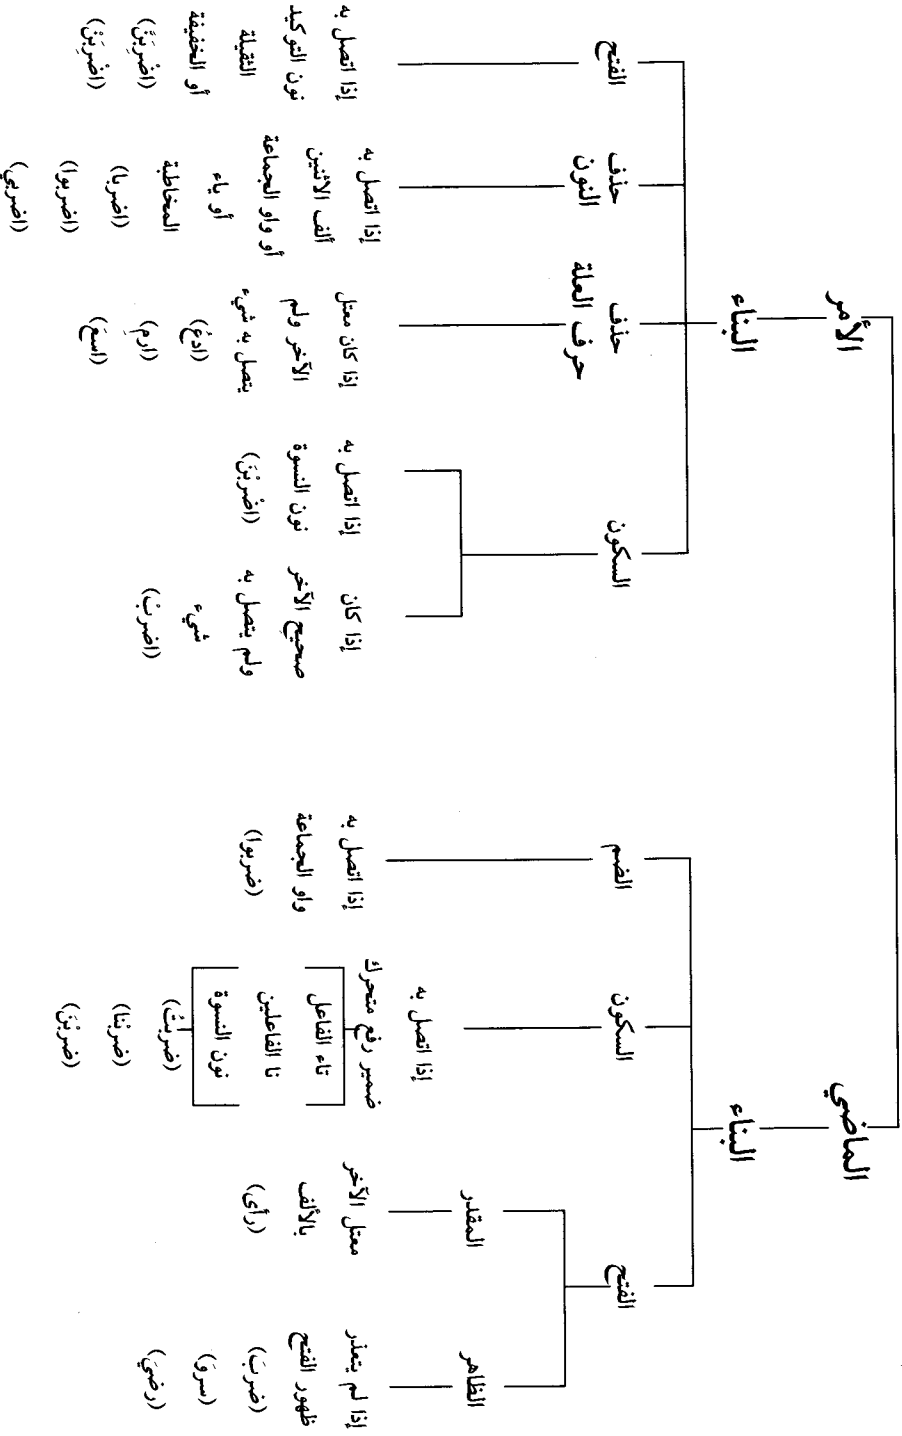 الماضي
البناء
الفتح
الظاهر
إذا لم يتعذر
ظهور الفتح
(ضربَ)
(سروَ)
(رضيَ)
المقدر
معتل الآخر
بالألف
(رأى)
السكون
إذا اتصل به
ضمير رفع متحرك
تاء الفاعل
نا الفاعلين
نون النسوة
(ضربْتُ)
(ضربْنا)
(ضربْنَ)
الضم
إذا اتصل به
واو الجماعة
(ضربوا)
الأمر
البناء
السكون
إذا كان
صحيح الآخر
ولم يتصل به
شيء
(اضربْ)
إذا اتصل به
نون النسوة
(اضْربْنَ)
حذف
حرف العلة
إذا كان معتل
الآخر ولم
يتصل به شيء
(ادعُ)
(ارمِ)
(اسعَ)
حذف
النون
إذا اتصل به
ألف الاثنين
أو واو الجماعة
أو ياء
المخاطبة
(اضربا)
(اضربوا)
(اضربي)
الفتح
إذا اتصل به
نون التوكيد
الثقيلة
أو الخفيفة
(اضْرِبَنَّ)
(اضْرِبَنْ)